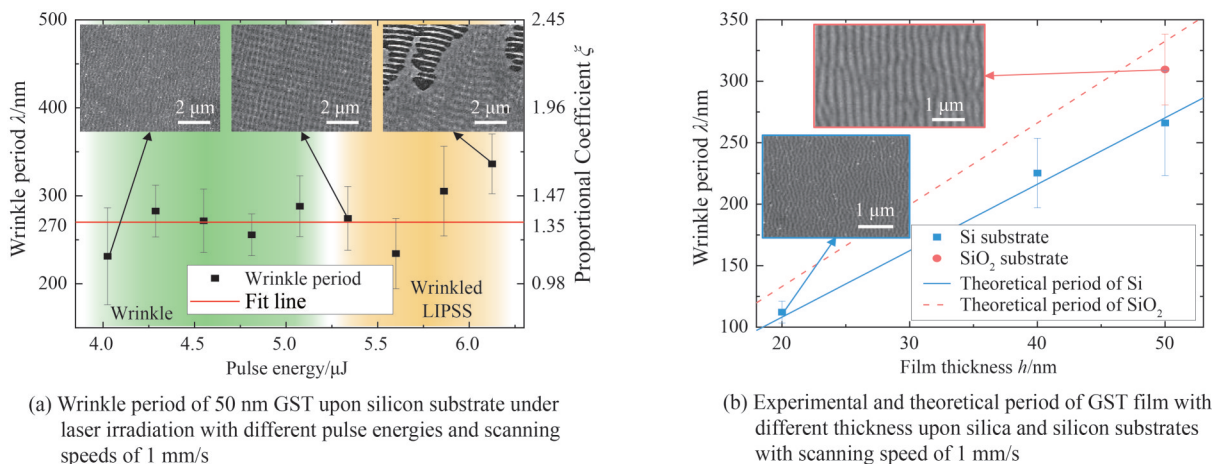 (a)
Wrinkle period λ/nm
500
400
300
270
200
2 μm
2 μm
2 μm
Wrinkle period
Fit line
Wrinkle
Wrinkled
LIPSS
4.0
4.5
5.0
5.5
6.0
Pulse energy/μJ
2.45
1.96
1.47
1.35
0.98
Proportional Coefficient ξ
(a) Wrinkle period of 50 nm GST upon silicon substrate under
laser irradiation with different pulse energies and scanning
speeds of 1 mm/s
(b)
Wrinkle period λ/nm
350
300
250
200
150
100
1 μm
1 μm
Si substrate
SiO₂ substrate
Theoretical period of Si
Theoretical period of SiO₂
20
30
40
50
Film thickness h/nm
(b) Experimental and theoretical period of GST film with
different thickness upon silica and silicon substrates
with scanning speed of 1 mm/s